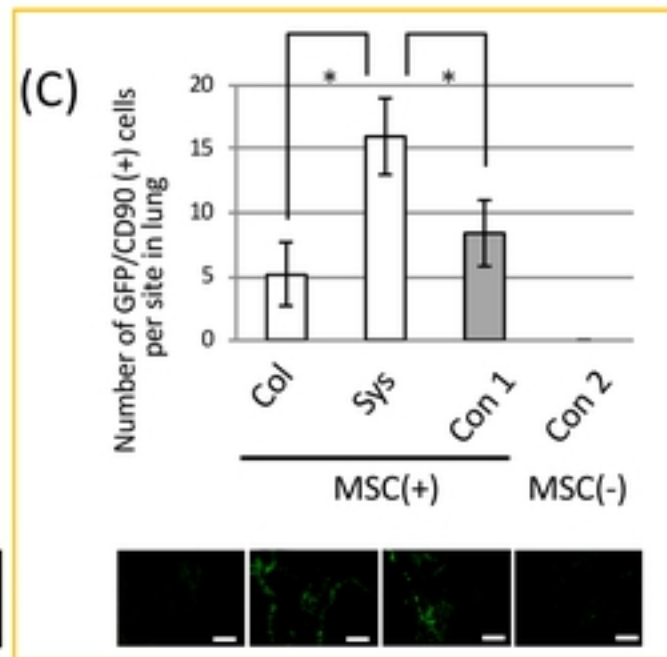 (C)
Number of GFP/CD90 (+) cells
per site in lung
20
15
10
5
0
* *
Col Sys Con 1 Con 2
MSC(+) MSC(-)